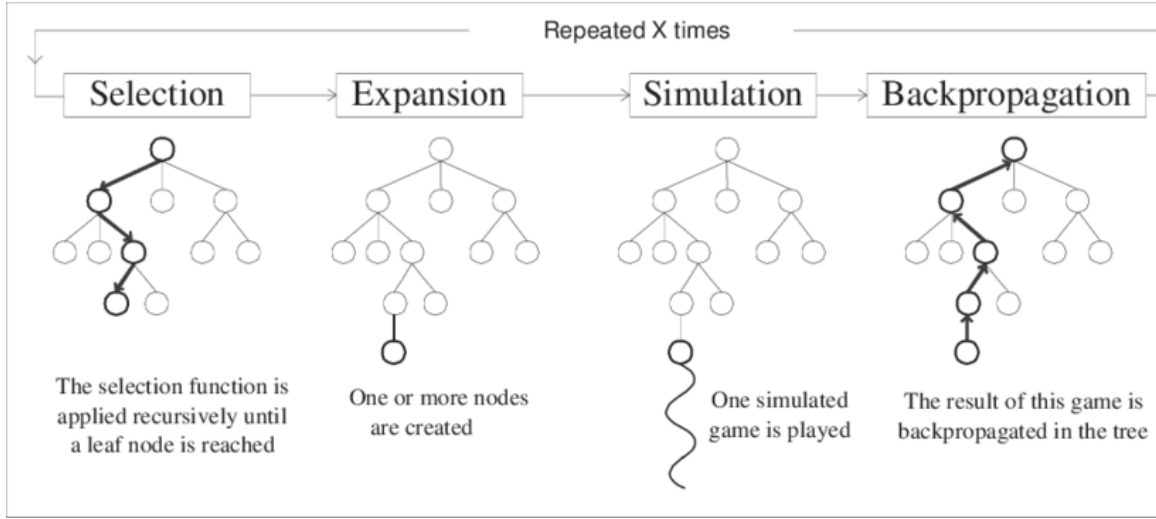 Repeated X times
Selection
Expansion
Simulation
Backpropagation
The selection function is
applied recursively until
a leaf node is reached
One or more nodes
are created
One simulated
game is played
The result of this game is
backpropagated in the tree